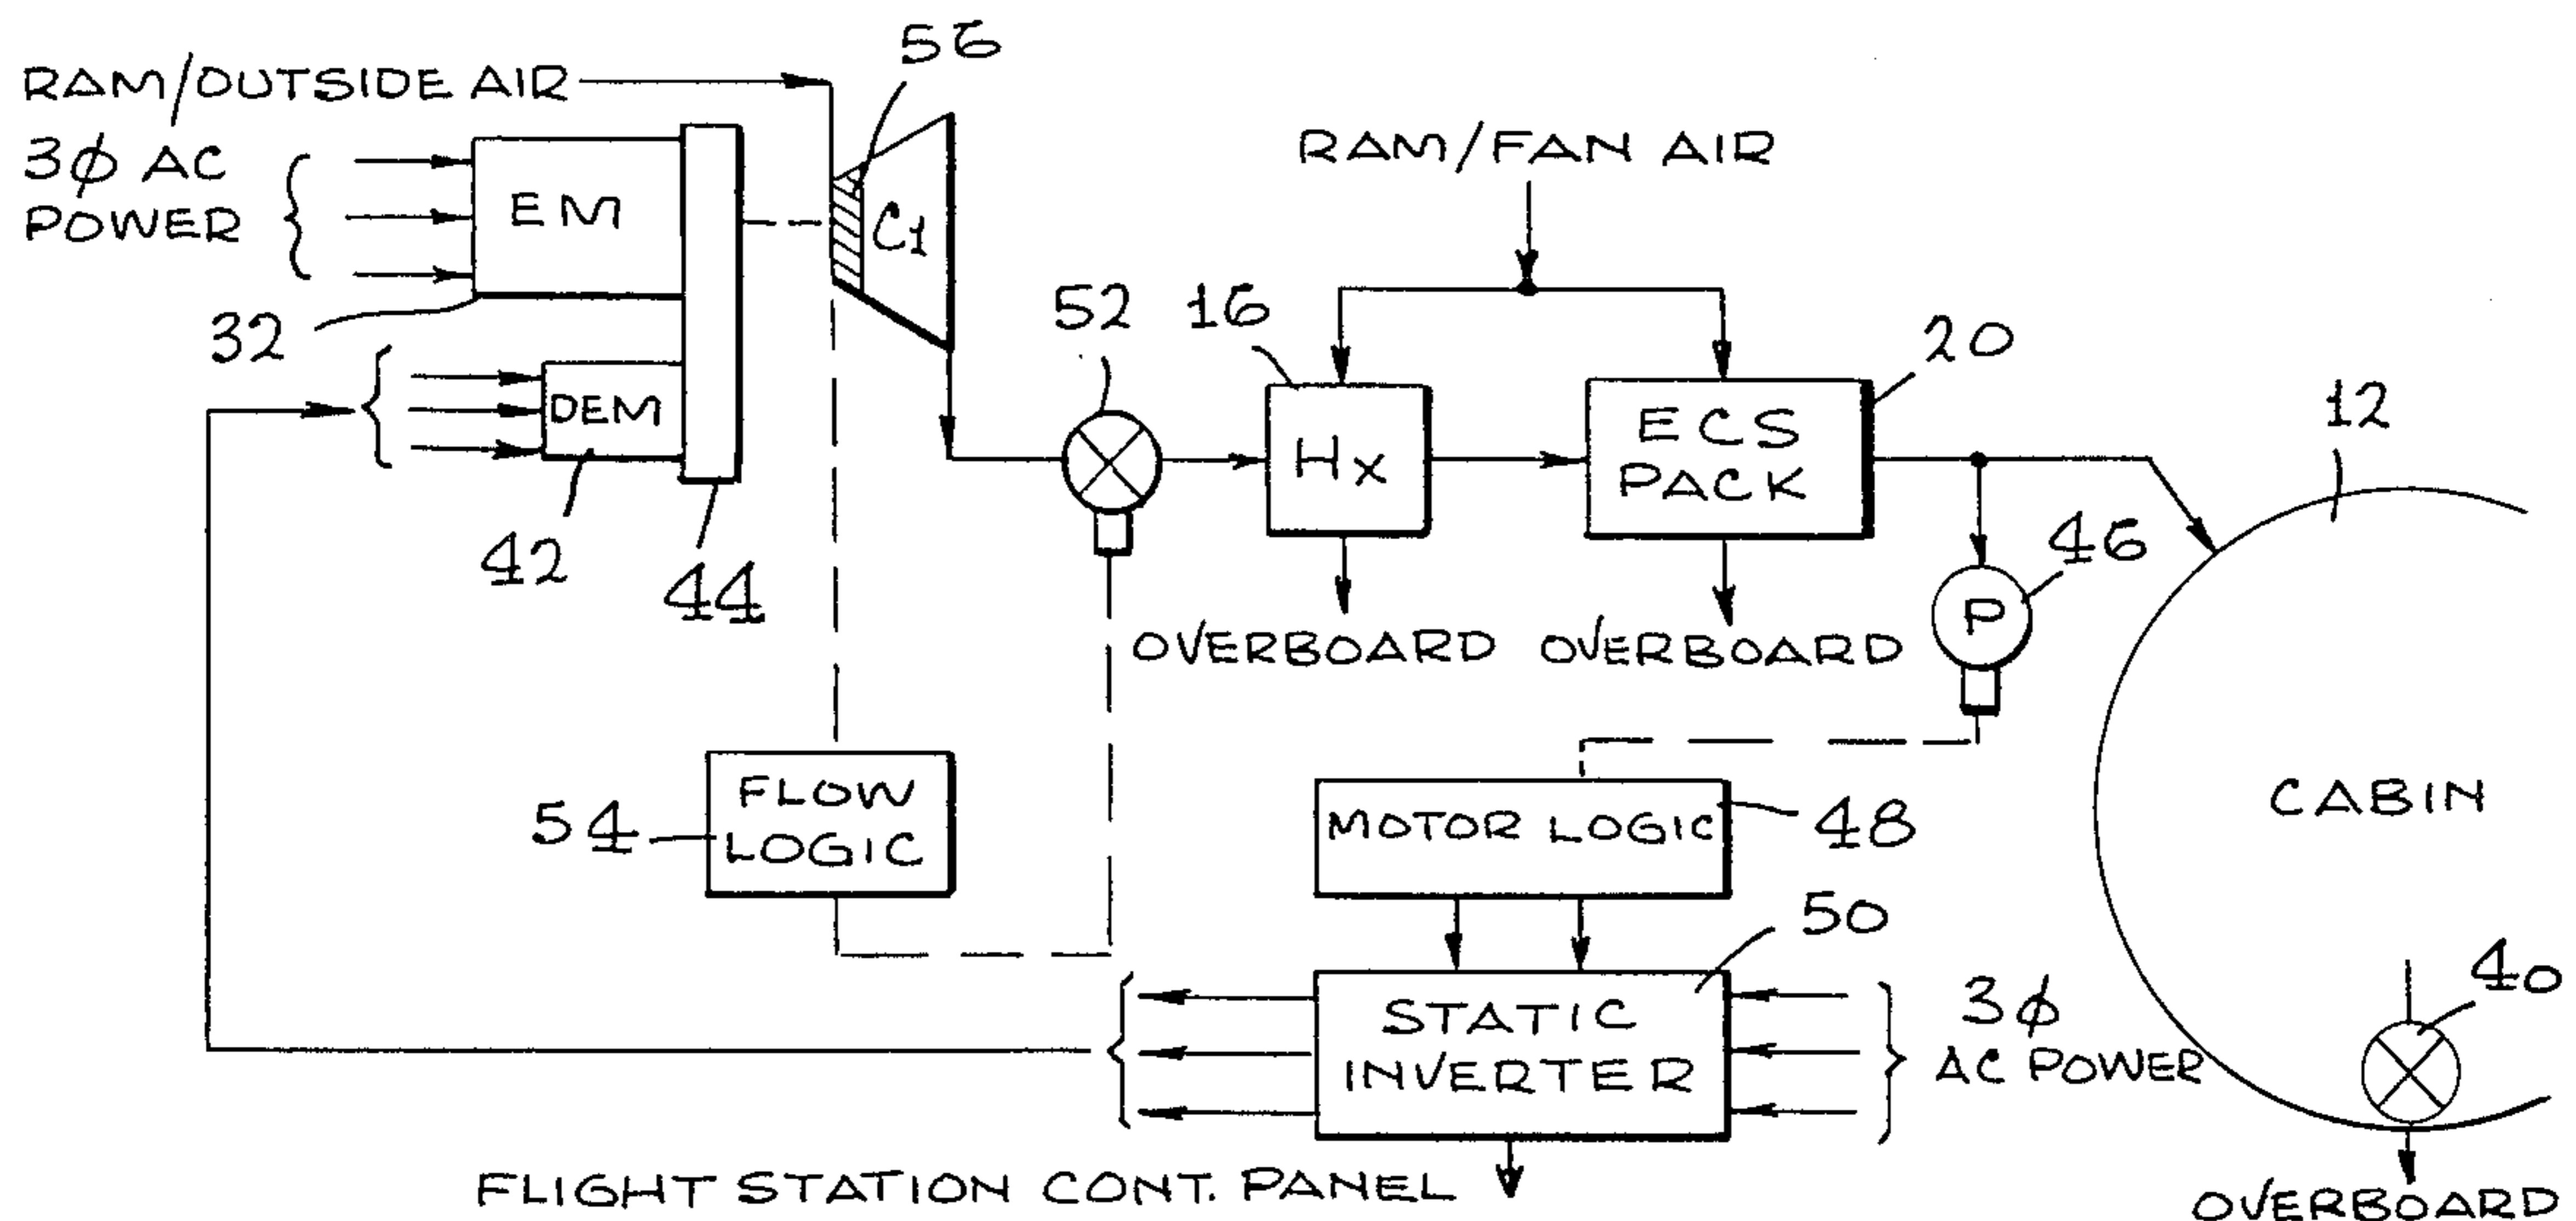 56
RAM/OUTSIDE AIR
3ϕ AC
POWER
EM
C1
RAM/FAN AIR
32
52
16
20
12
DEM
Hx
ECS
PACK
42
44
46
P
OVERBOARD
OVERBOARD
FLOW
LOGIC
54
MOTOR LOGIC
48
CABIN
50
40
STATIC
INVERTER
3ϕ
AC POWER
FLIGHT STATION CONT. PANEL
OVERBOARD